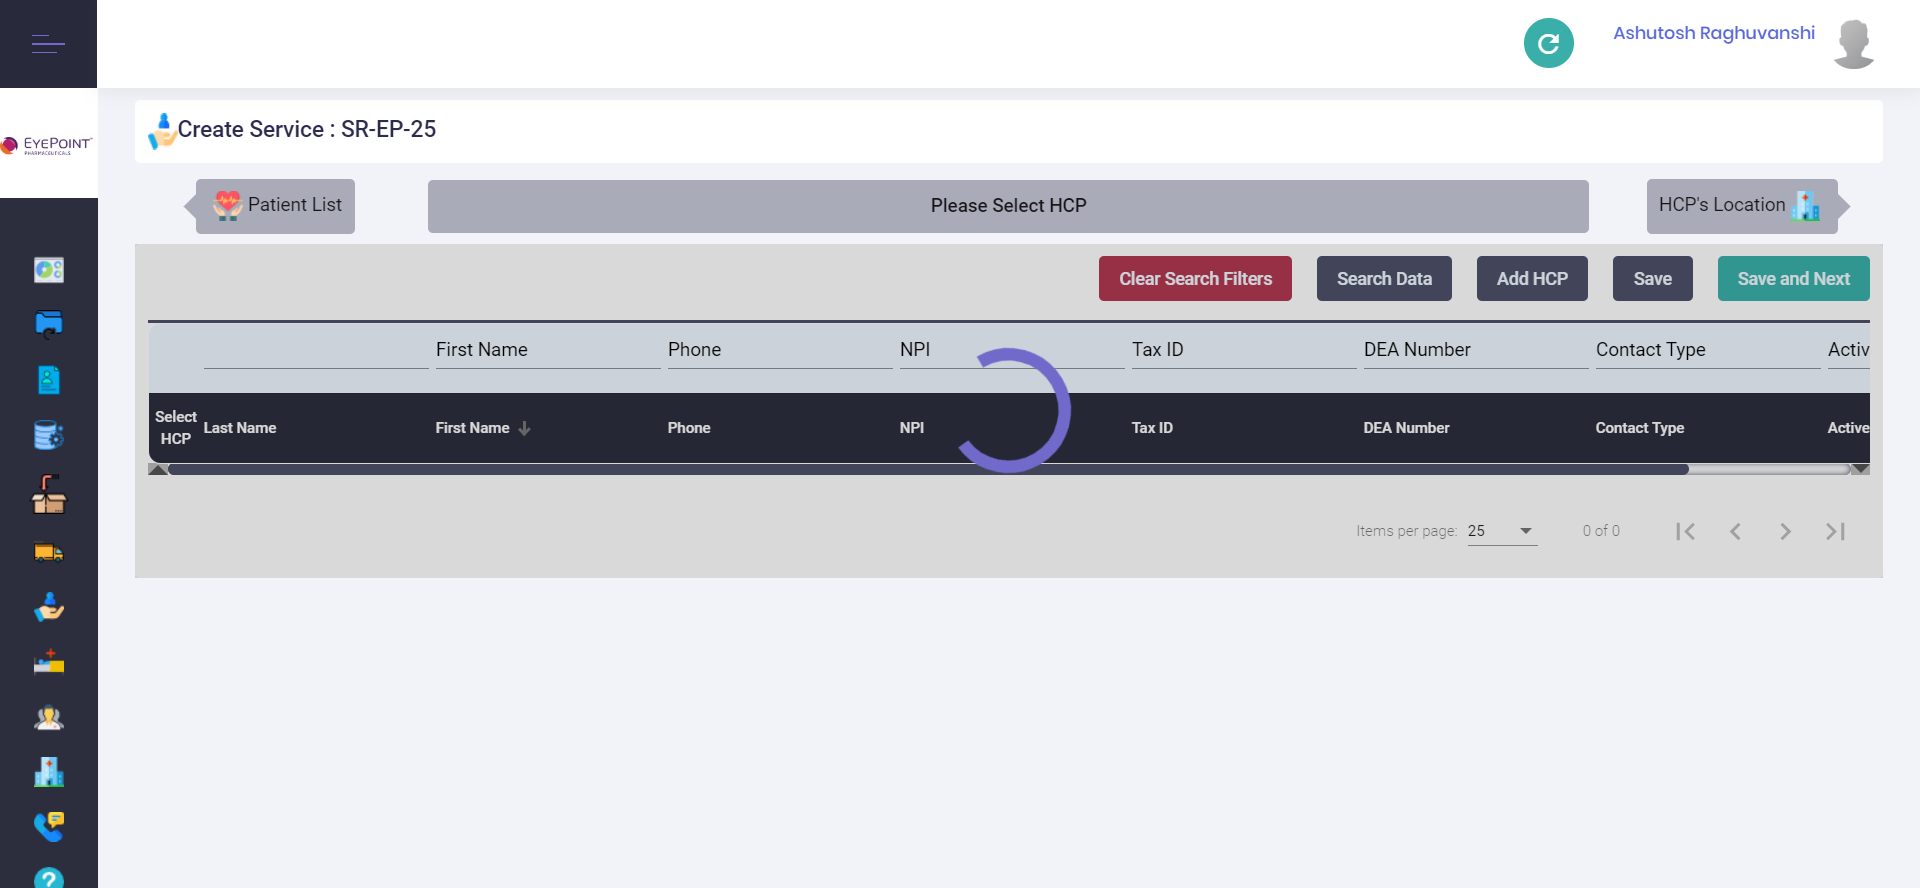 Ashutosh Raghuvanshi
EYEPOINT
PHARMACEUTICALS
Create Service : SR-EP-25
Patient List
Please Select HCP
HCP's Location
Clear Search Filters
Search Data
Add HCP
Save
Save and Next
First Name
Phone
NPI
Tax ID
DEA Number
Contact Type
Activ
Select
HCP
Last Name
First Name
Phone
NPI
Tax ID
DEA Number
Contact Type
Active
Items per page:
25
0 of 0
?